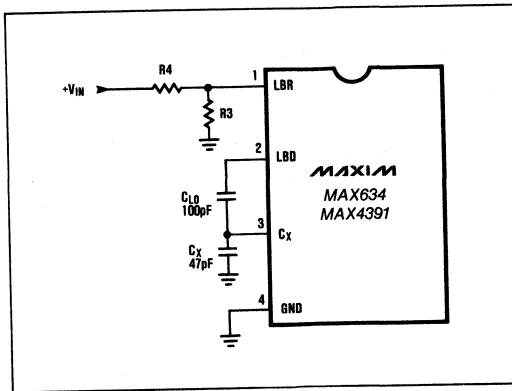 R4
+VIN
1
LBR
R3
2
LBD
MAXIM
MAX634
MAX4391
CLO
100pF
3
CX
CX
47pF
4
GND